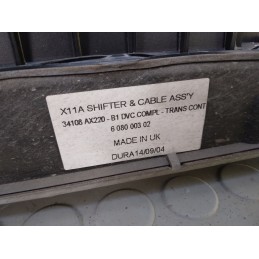 X11A SHIFTER & CABLE ASS'Y
34108 AX220 - B1 DVC COMPL - TRANS CONT
6 080 003 02
MADE IN UK
DURA14/09/04